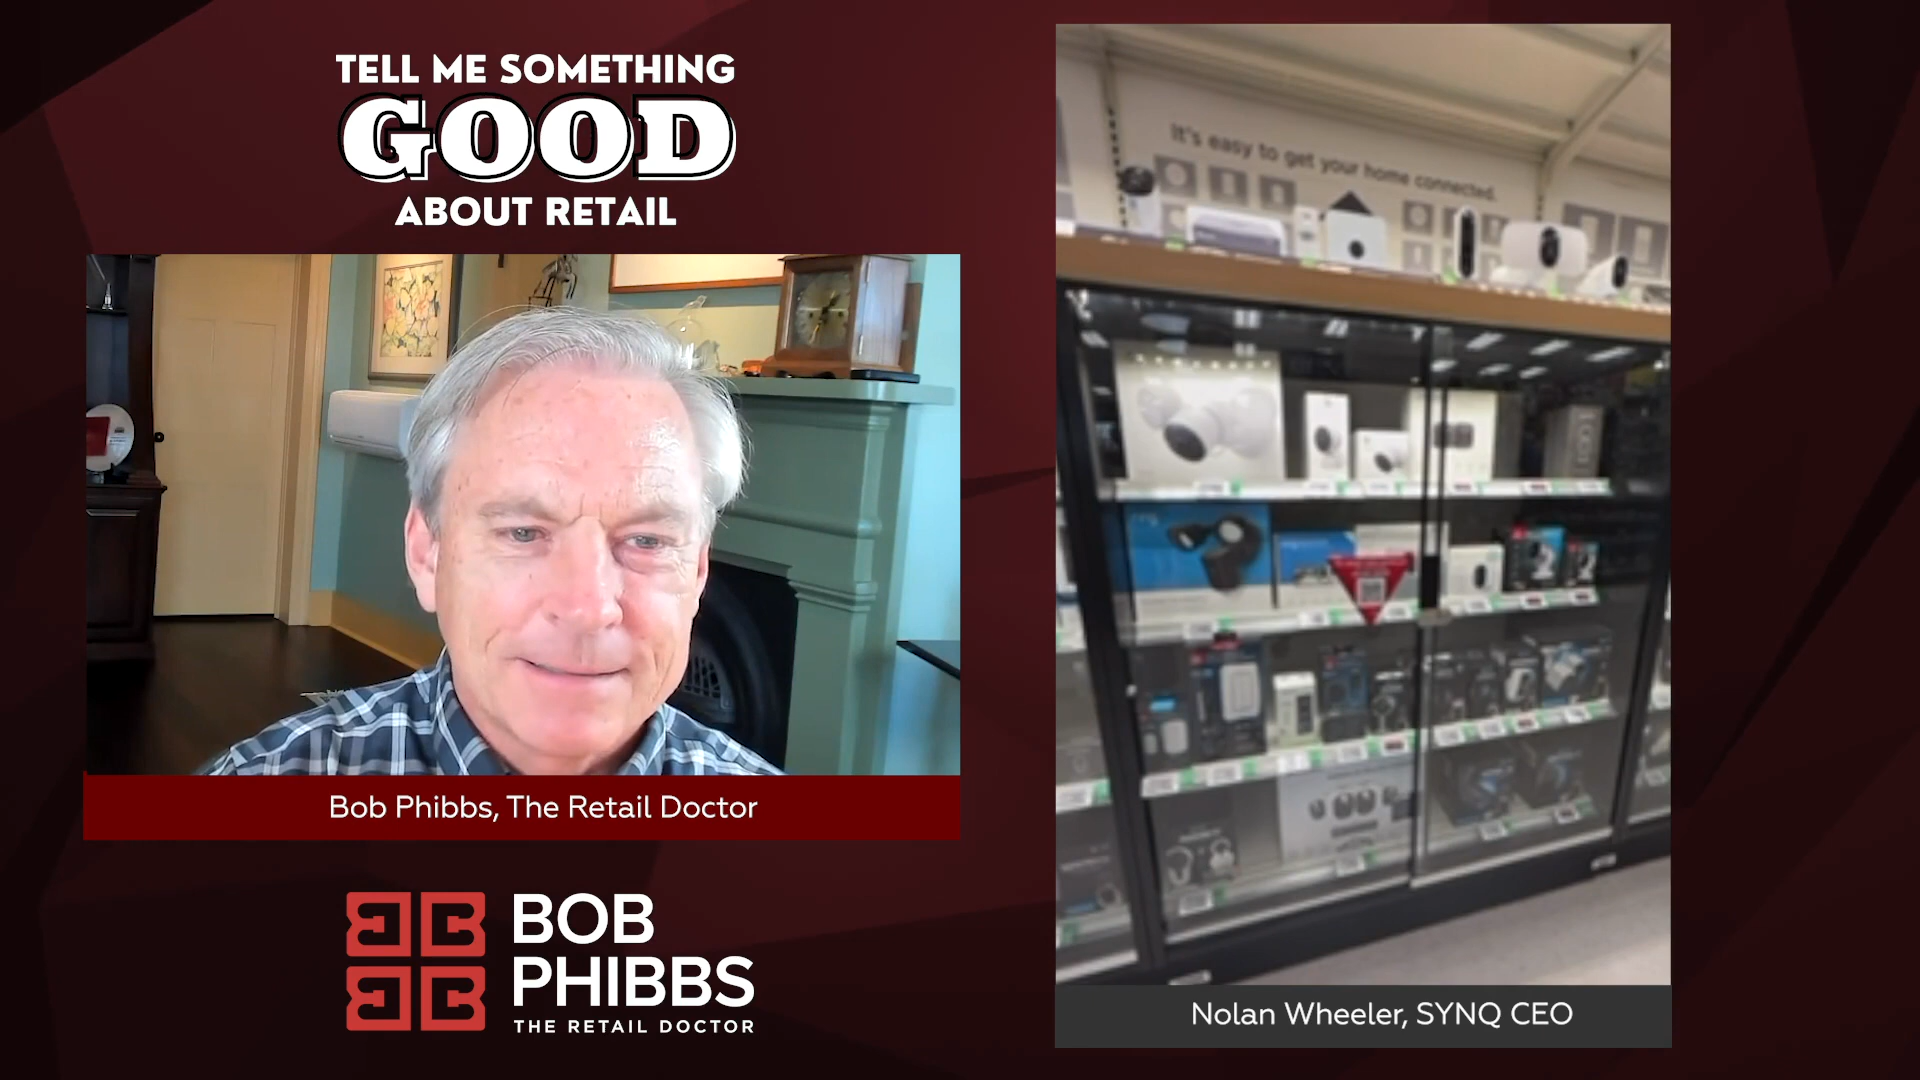 TELL ME SOMETHING
GOOD
ABOUT RETAIL
Bob Phibbs, The Retail Doctor
BOB
PHIBBS
THE RETAIL DOCTOR
It's easy to get your home connected.
Nolan Wheeler, SYNQ CEO